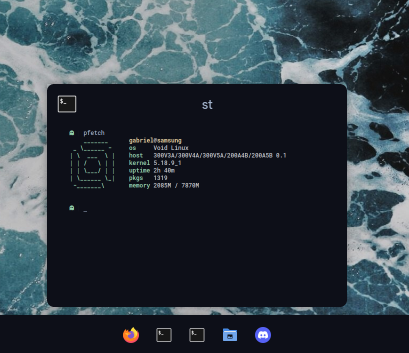 $_
st
pfetch
gabriel@samsung
os Void Linux
host 300V3A/300V4A/300V5A/200A4B/200A5B 0.1
kernel 5.18.9_1
uptime 2h 40m
pkgs 1319
memory 2085M / 7870M
$_ $_